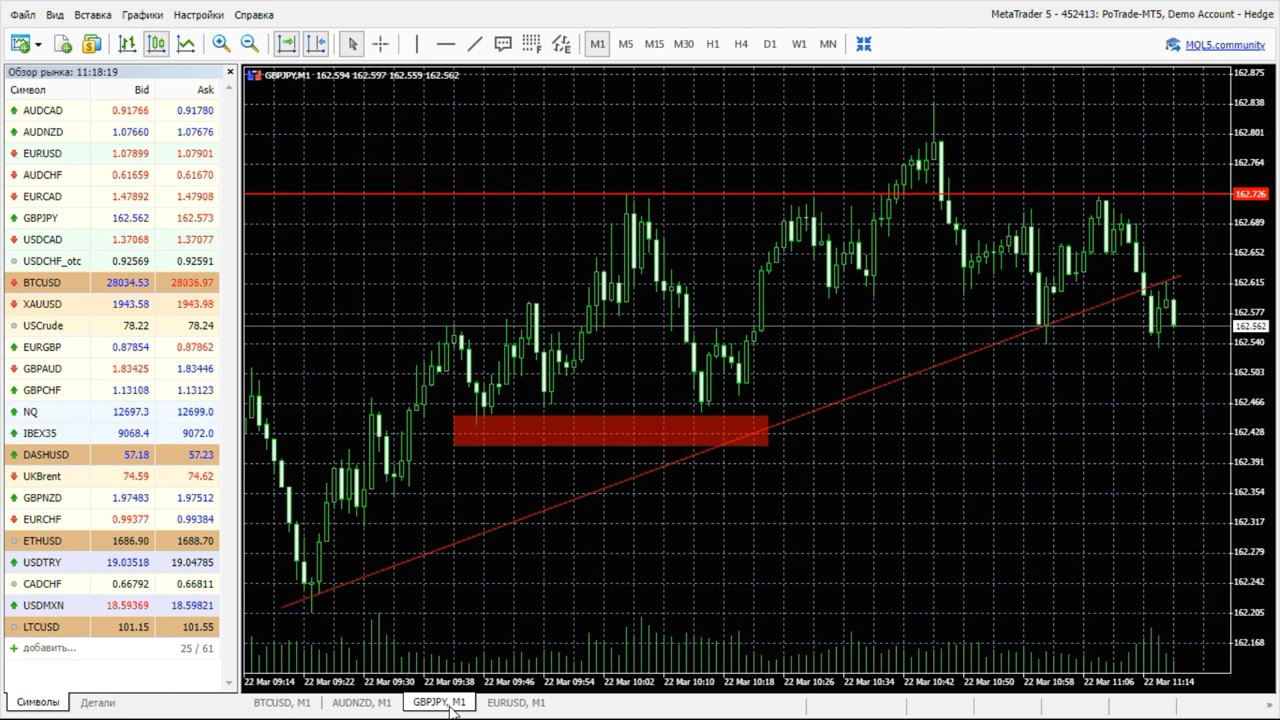 Файл Вид Вставка Графики Настройки Справка MetaTrader 5 - 452413: PoTrade-MT5, Demo Account - Hedge
M1 M5 M15 M30 H1 H4 D1 W1 MN MQL5.community
Обзор рынка: 11:18:19
Символ Bid Ask
AUDCAD 0.91766 0.91780
AUDNZD 1.07660 1.07676
EURUSD 1.07899 1.07901
AUDCHF 0.61659 0.61670
EURCAD 1.47892 1.47908
GBPJPY 162.562 162.573
USDCAD 1.37068 1.37077
USDCHF_otc 0.92569 0.92591
BTCUSD 28034.53 28036.97
XAUUSD 1943.58 1943.98
USCrude 78.22 78.24
EURGBP 0.87854 0.87862
GBPAUD 1.83425 1.83446
GBPCHF 1.13108 1.13123
NQ 12697.3 12699.0
IBEX35 9068.4 9072.0
DASHUSD 57.18 57.23
UKBrent 74.59 74.62
GBPNZD 1.97483 1.97512
EURCHF 0.99377 0.99384
ETHUSD 1686.90 1688.70
USDTRY 19.03518 19.04785
CADCHF 0.66792 0.66811
USDMXN 18.59369 18.59821
LTCUSD 101.15 101.55
добавить... 25 / 61
Символы Детали
GBPJPY,M1 162.594 162.597 162.559 162.562
162.875
162.838
162.801
162.764
162.726
162.689
162.652
162.615
162.577
162.562
162.540
162.503
162.466
162.428
162.391
162.354
162.317
162.279
162.242
162.205
162.168
22 Mar 09:14 22 Mar 09:22 22 Mar 09:30 22 Mar 09:38 22 Mar 09:46 22 Mar 09:54 22 Mar 10:02 22 Mar 10:10 22 Mar 10:18 22 Mar 10:26 22 Mar 10:34 22 Mar 10:42 22 Mar 10:50 22 Mar 10:58 22 Mar 11:06 22 Mar 11:14
BTCUSD, M1 AUDNZD, M1 GBPJPY, M1 EURUSD, M1